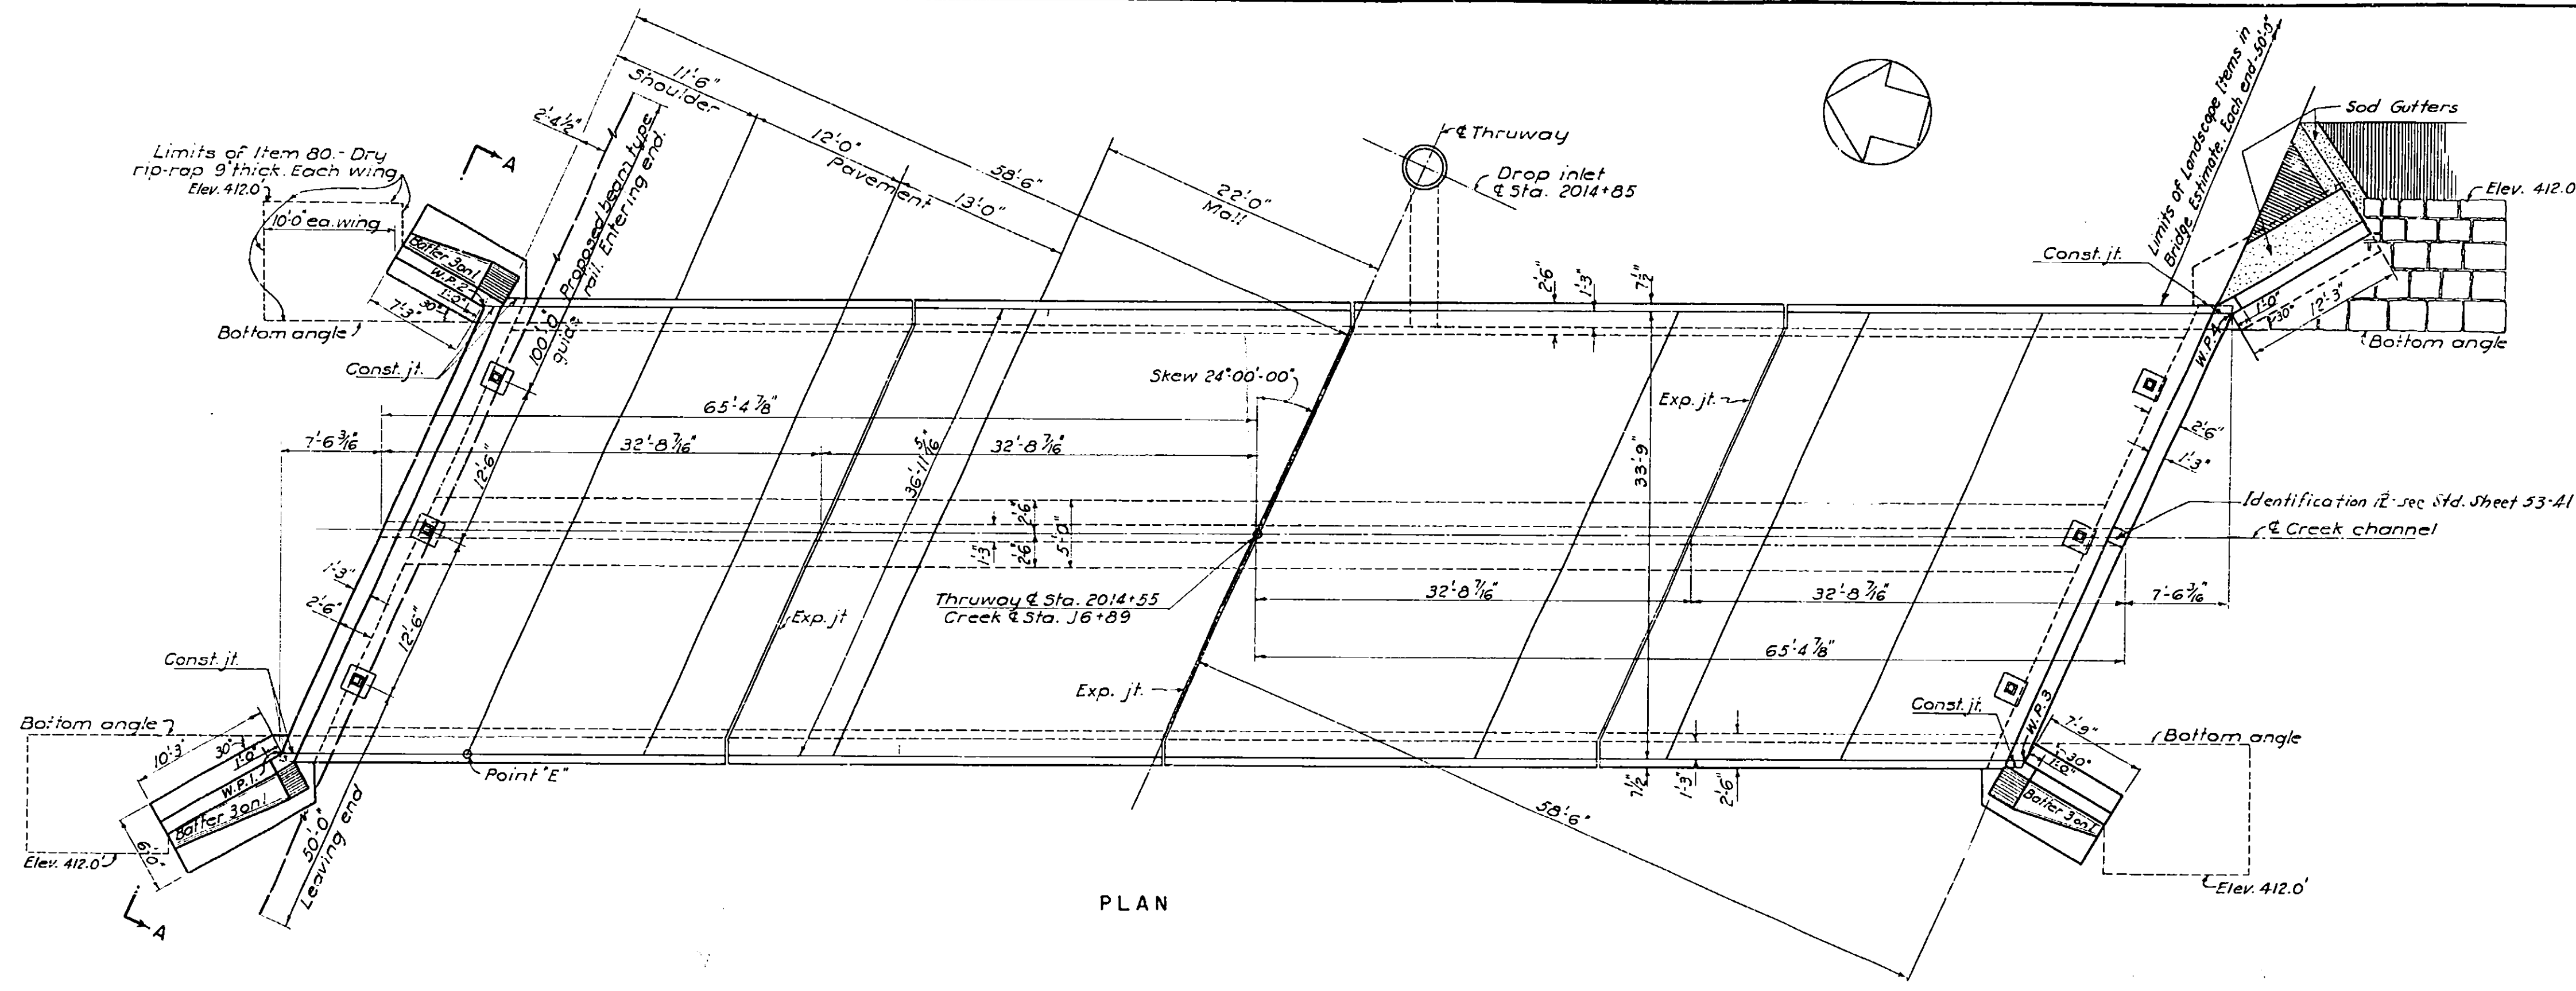 11'-6"
Shoulder
2'-4½"
12'-0"
Pavement
13'-0"
58'-6"
22'-0"
Mall
℄ Thruway
Drop inlet
℄ Sta. 2014+85
Limits of Landscape Items in
Bridge Estimate. Each end-50'-0"
Sod Gutters
Elev. 412.0
Limits of Item 80.- Dry
rip-rap 9" thick. Each wing
Elev. 412.0'
10'-0" ea. wing
A
Proposed beam type
rail. Entering end.
100'-0"
guide
Batter 3 on 1
W.P. 2
1'-0"
30°
7'-3"
Bottom angle
Const. jt.
2'-6"
1'-3"
7½"
Const. jt.
1'-0"
30°
12'-3"
W.P. 4
Bottom angle
Skew 24°-00'-00"
Exp. jt.
65'-4⅞"
7'-6 3/16"
32'-8 7/16"
32'-8 7/16"
36'-11 5/16"
33'-9"
12'-6"
2'-6"
1'-3"
2'-6"
1'-3"
2'-6"
5'-0"
Identification
Std. Sheet 53-41
℄ Creek channel
1'-3"
2'-6"
12'-6"
Exp. jt
Thruway ℄ Sta. 2014+55
Creek ℄ Sta. J6+89
32'-8 7/16"
32'-8 7/16"
7'-6 3/16"
65'-4⅞"
Const. jt.
Exp. jt.
Const. jt.
W.P. 3
7'-9"
Bottom angle
10'-3"
30°
1'-0"
W.P. 1.
Batter 3 on 1
6'-0"
Elev. 412.0'
Point "E"
50'-0"
Leaving end
7½"
1'-3"
2'-6"
58'-6"
30°
1'-0"
Batter 3 on 1
Bottom angle
Elev. 412.0'
A
PLAN